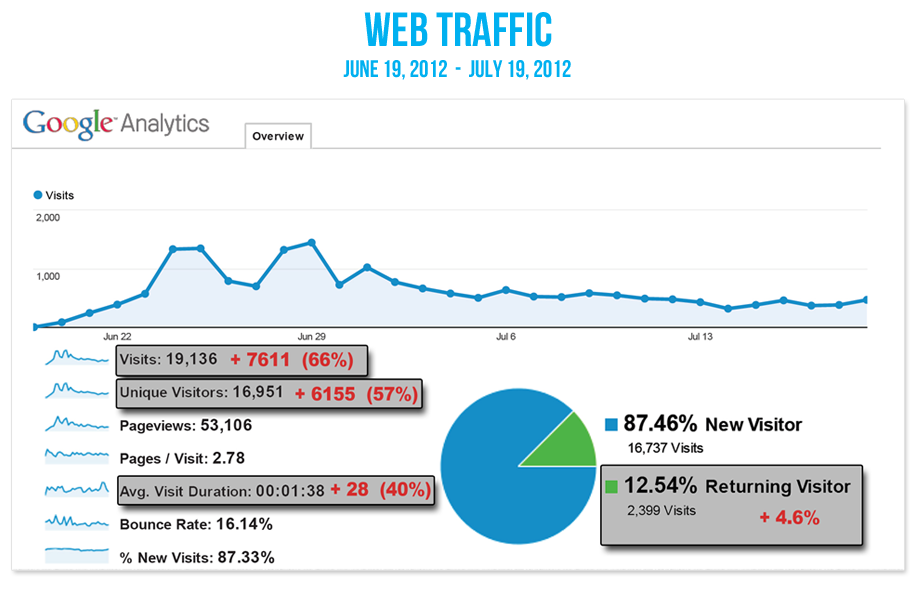 WEB TRAFFIC
JUNE 19, 2012 - JULY 19, 2012
Google™ Analytics
Overview
Visits
2,000
1,000
Jun 22
Jun 29
Jul 6
Jul 13
Visits: 19,136 + 7611 (66%)
Unique Visitors: 16,951 + 6155 (57%)
Pageviews: 53,106
Pages / Visit: 2.78
Avg. Visit Duration: 00:01:38 + 28 (40%)
Bounce Rate: 16.14%
% New Visits: 87.33%
87.46% New Visitor
16,737 Visits
12.54% Returning Visitor
2,399 Visits
+ 4.6%